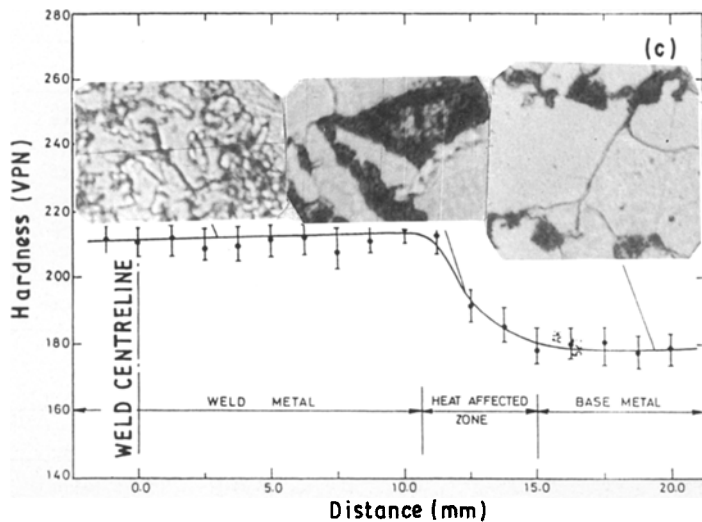 280
260
240
210
200
180
160
140
Hardness (VPN)
(c)
WELD CENTRELINE
WELD METAL
HEAT AFFECTED
ZONE
BASE METAL
0.0
5.0
10.0
15.0
20.0
Distance (mm)